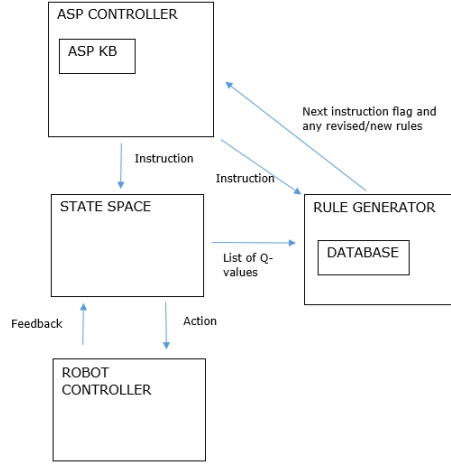 ASP CONTROLLER
ASP KB
Next instruction flag and
any revised/new rules
Instruction
Instruction
STATE SPACE
RULE GENERATOR
DATABASE
List of Q-
values
Feedback
Action
ROBOT
CONTROLLER